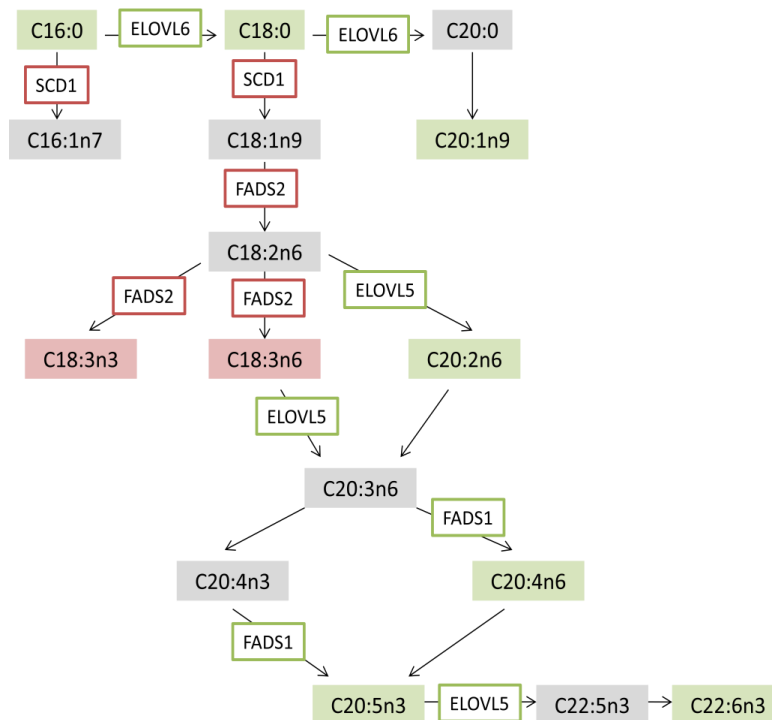 C16:0
ELOVL6
C18:0
ELOVL6
C20:0
SCD1
SCD1
C16:1n7
C18:1n9
C20:1n9
FADS2
C18:2n6
FADS2
FADS2
ELOVL5
C18:3n3
C18:3n6
C20:2n6
ELOVL5
C20:3n6
FADS1
C20:4n3
C20:4n6
FADS1
C20:5n3
ELOVL5
C22:5n3
C22:6n3